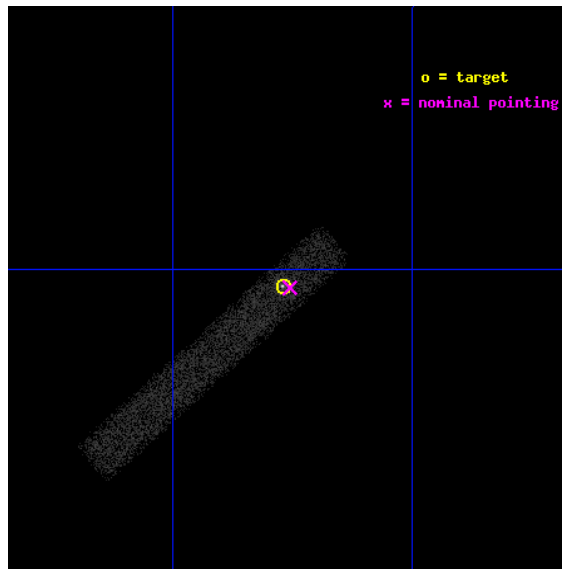 o = target
x = nominal pointing